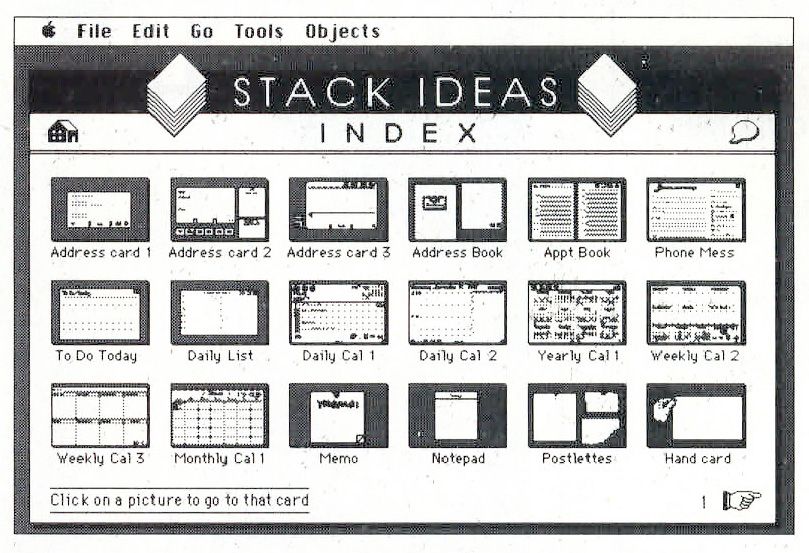 File Edit Go Tools Objects
STACK IDEAS
INDEX
Address card 1 Address card 2 Address card 3 Address Book Appt Book Phone Mess
To Do Today Daily List Daily Cal 1 Daily Cal 2 Yearly Cal 1 Weekly Cal 2
Weekly Cal 3 Monthly Cal 1 Memo Notepad Postlettes Hand card
Click on a picture to go to that card 1